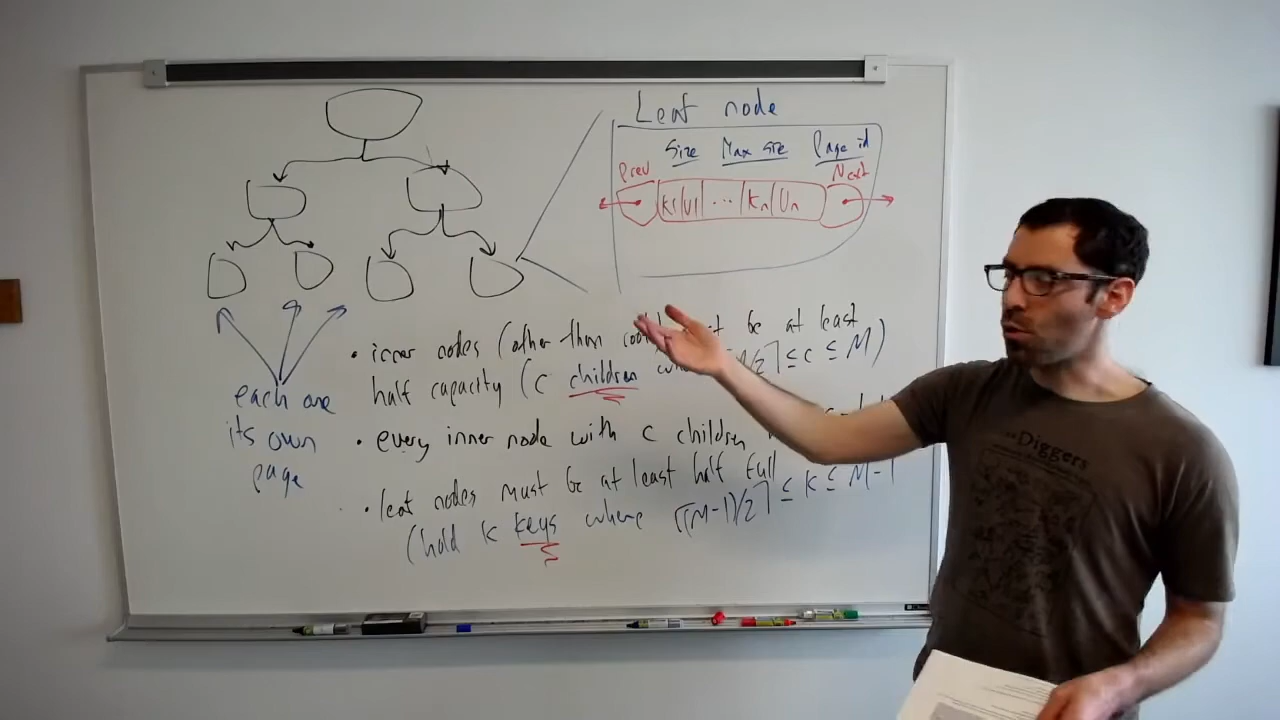 Leaf node
Size Max size Page id
Prev Next
K1 V1 ... Kn Vn
• inner nodes (other than root) must be at least
half capacity (c children /2⌉ ≤ c ≤ M)
• every inner node with c children
• leaf nodes must be at least half full
(hold k keys where ⌈(M-1)/2⌉ ≤ k ≤ M-1
each are
its own
page
Diggers